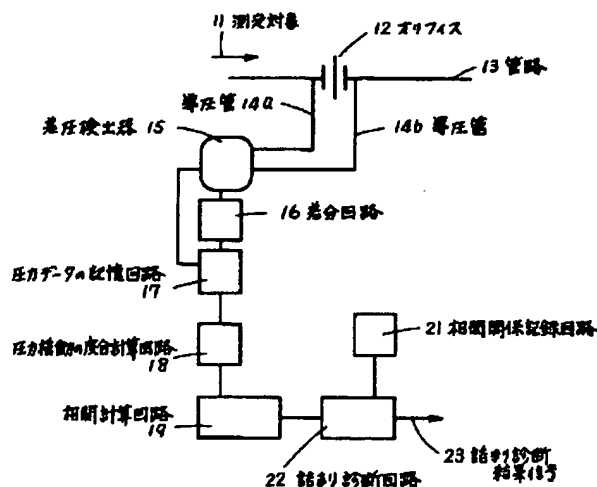 11 測定対象
12 オリフィス
13 管路
導圧管 14a
差圧検出器 15
14b 導圧管
16 差分回路
圧力データの記憶回路
17
21 相関関係記録回路
圧力揺動の度合計算回路
18
相関計算回路
19
22 詰まり診断回路
23 詰まり診断
結果信号